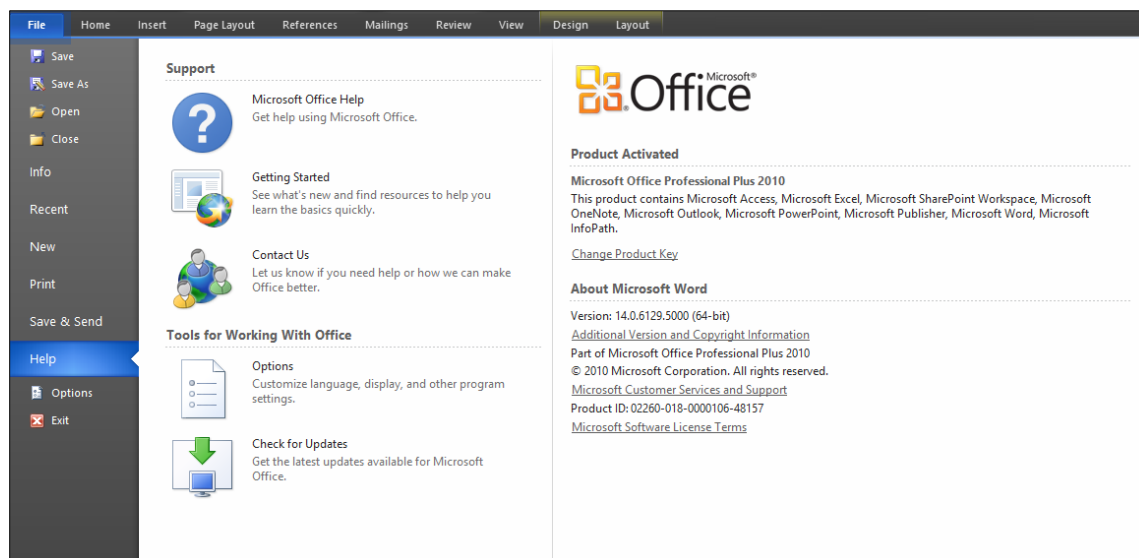 File Home Insert Page Layout References Mailings Review View Design Layout
Save
Save As
Open
Close
Info
Recent
New
Print
Save & Send
Help
Options
Exit
Support
Microsoft Office Help
Get help using Microsoft Office.
Getting Started
See what's new and find resources to help you
learn the basics quickly.
Contact Us
Let us know if you need help or how we can make
Office better.
Tools for Working With Office
Options
Customize language, display, and other program
settings.
Check for Updates
Get the latest updates available for Microsoft
Office.
Microsoft®
Office
Product Activated
Microsoft Office Professional Plus 2010
This product contains Microsoft Access, Microsoft Excel, Microsoft SharePoint Workspace, Microsoft
OneNote, Microsoft Outlook, Microsoft PowerPoint, Microsoft Publisher, Microsoft Word, Microsoft
InfoPath.
Change Product Key
About Microsoft Word
Version: 14.0.6129.5000 (64-bit)
Additional Version and Copyright Information
Part of Microsoft Office Professional Plus 2010
© 2010 Microsoft Corporation. All rights reserved.
Microsoft Customer Services and Support
Product ID: 02260-018-0000106-48157
Microsoft Software License Terms